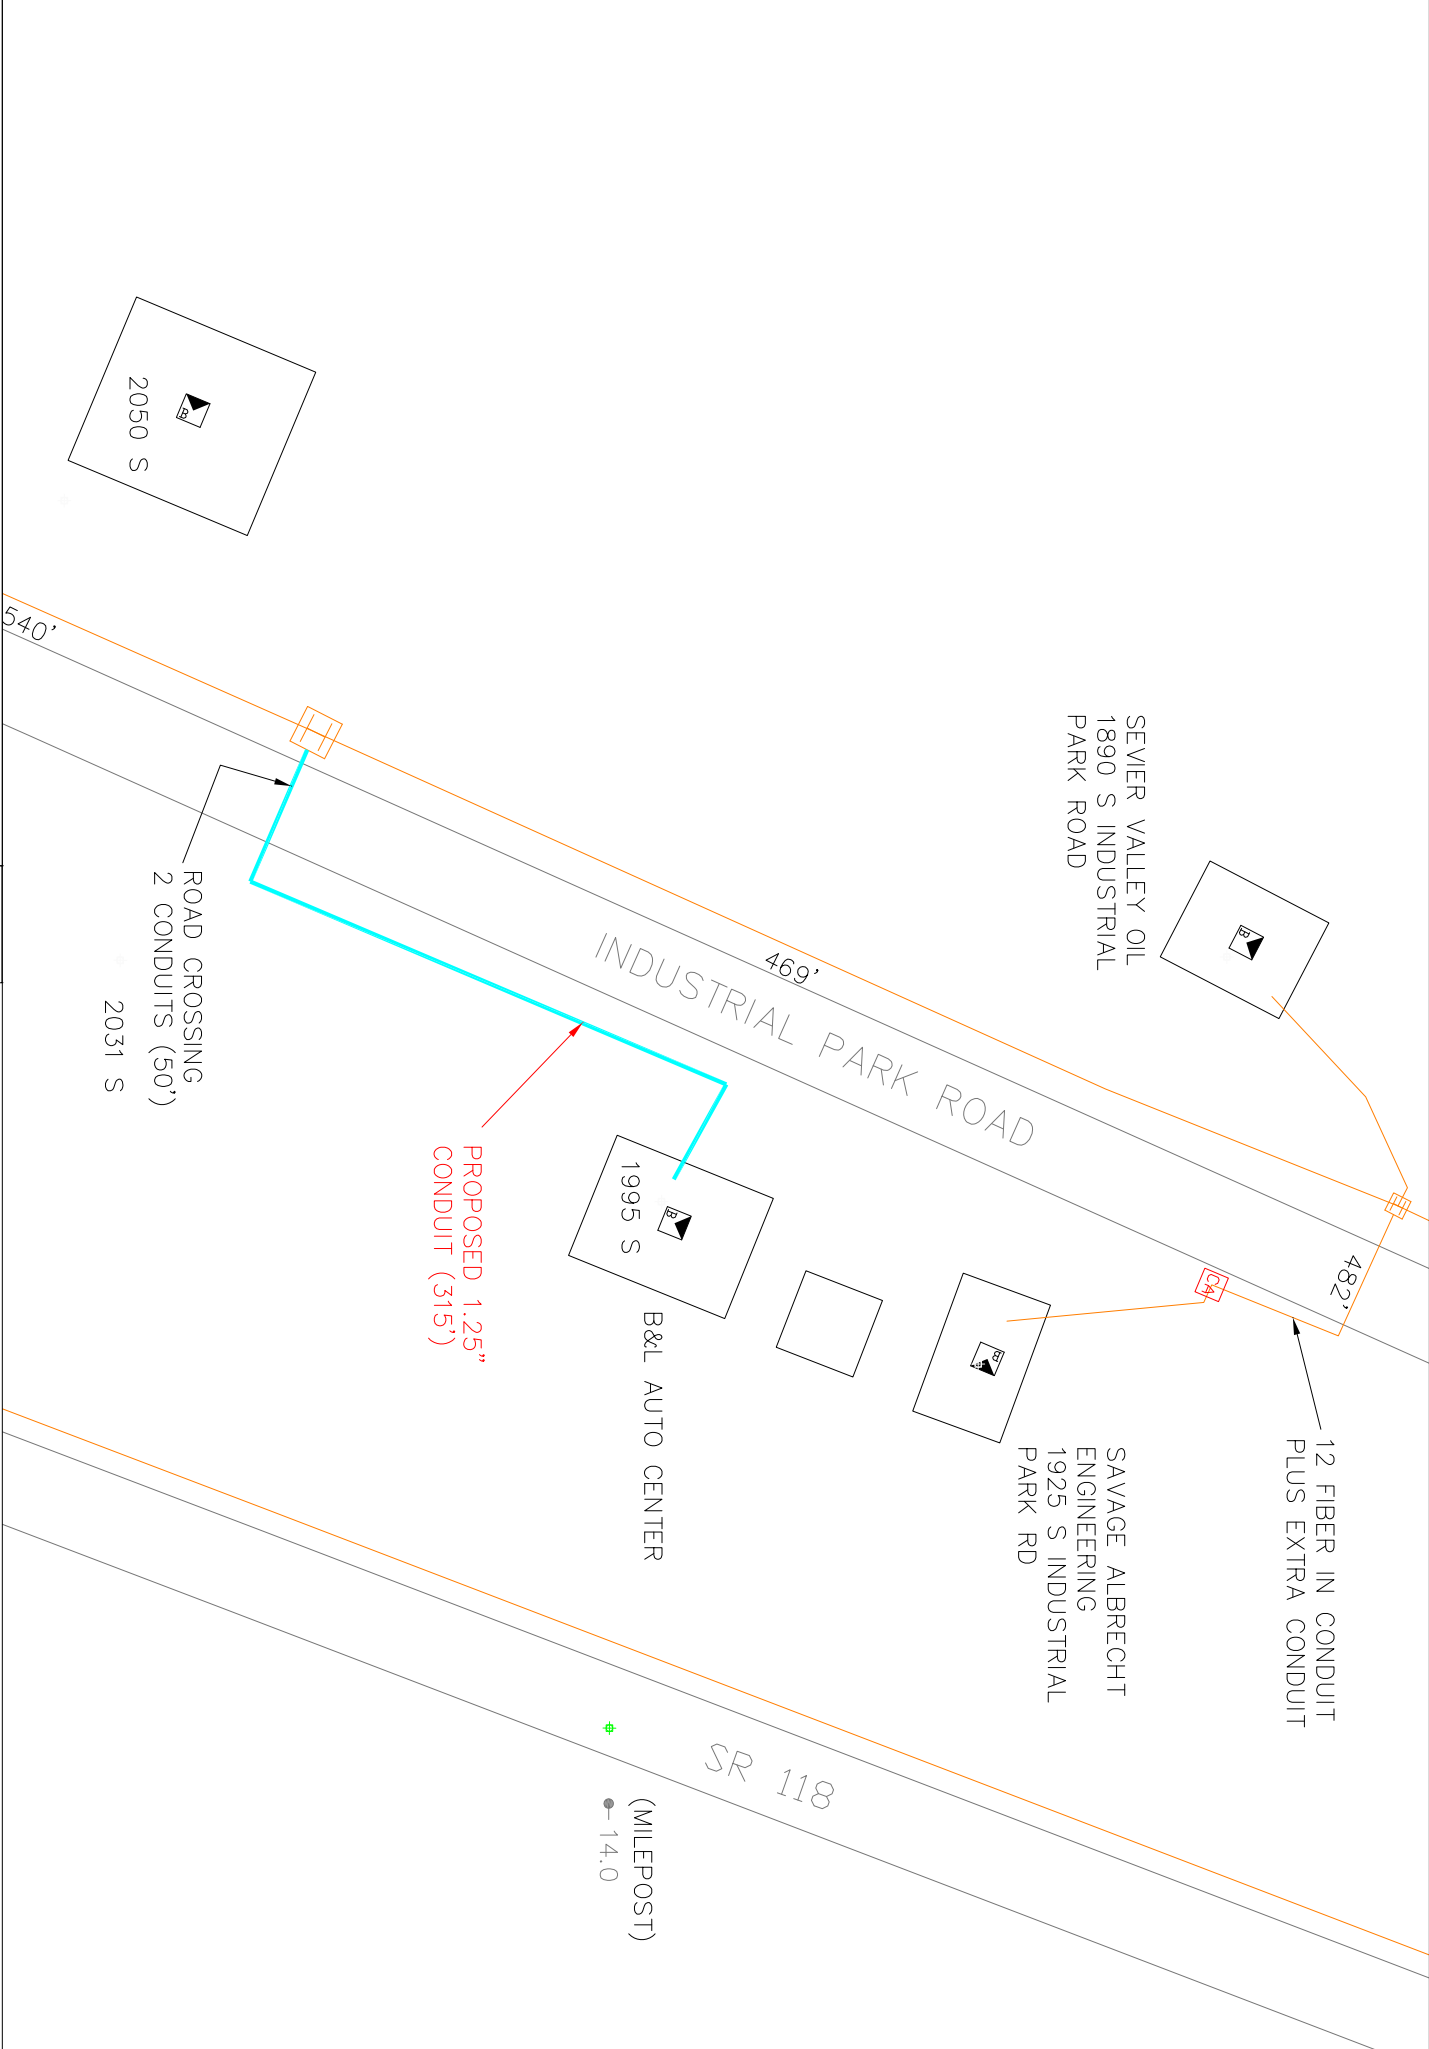 SEVIER VALLEY OIL
1890 S INDUSTRIAL
PARK ROAD
12 FIBER IN CONDUIT
PLUS EXTRA CONDUIT
482'
C4
SAVAGE ALBRECHT
ENGINEERING
1925 S INDUSTRIAL
PARK RD
469'
INDUSTRIAL PARK ROAD
SR 118
(MILEPOST)
14.0
B&L AUTO CENTER
1995 S
PROPOSED 1.25"
CONDUIT (315')
ROAD CROSSING
2 CONDUITS (50')
2031 S
2050 S
540'
B
B
B
B
H
H